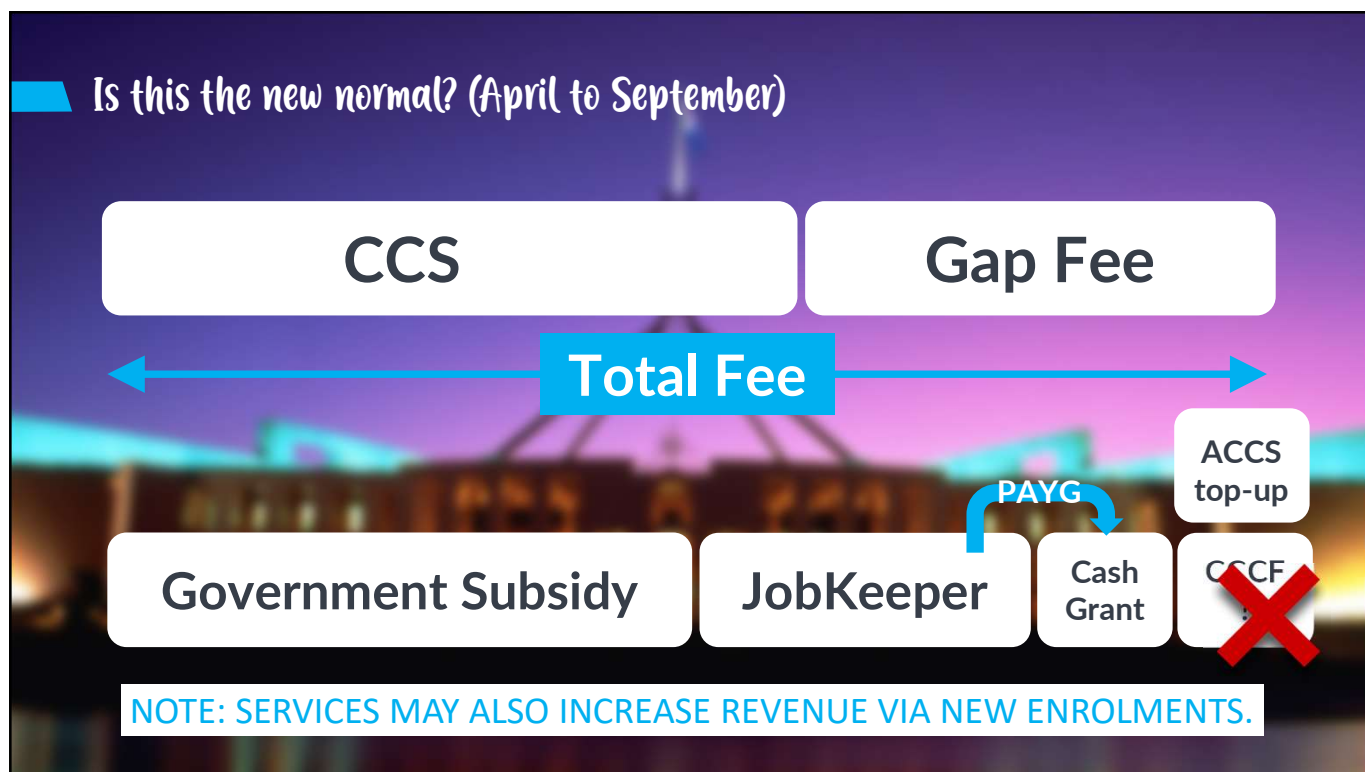 Is this the new normal? (April to September)
CCS
Gap Fee
Total Fee
ACCS
top-up
PAYG
Government Subsidy
JobKeeper
Cash
Grant
CCCF
NOTE: SERVICES MAY ALSO INCREASE REVENUE VIA NEW ENROLMENTS.